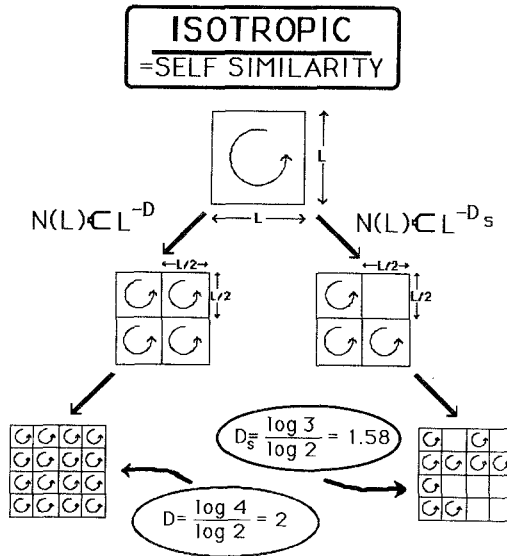 ISOTROPIC
=SELF SIMILARITY
L
L
N(L) ⊂ L^-D
N(L) ⊂ L^-Ds
L/2
L/2
L/2
L/2
Ds= log 3 / log 2 = 1.58
D= log 4 / log 2 = 2